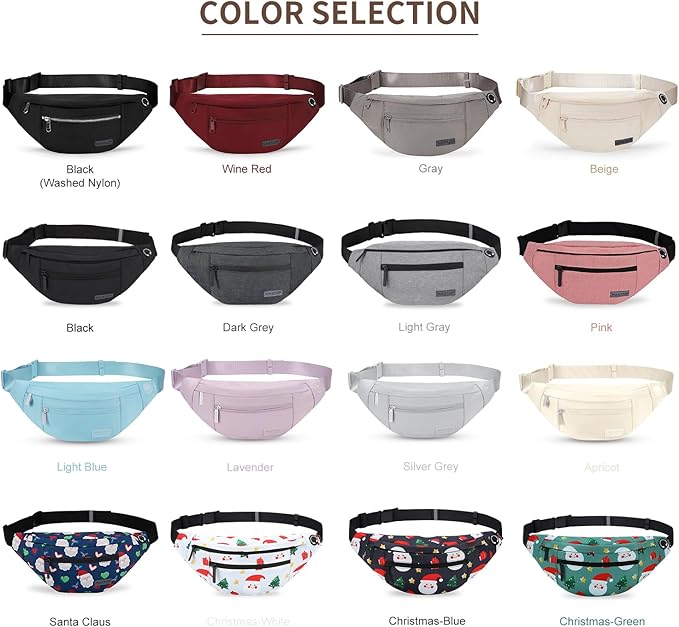 COLOR SELECTION
Black
(Washed Nylon)
Wine Red
Gray
Beige
Black
Dark Grey
Light Gray
Pink
Light Blue
Lavender
Silver Grey
Apricot
Santa Claus
Christmas-White
Christmas-Blue
Christmas-Green